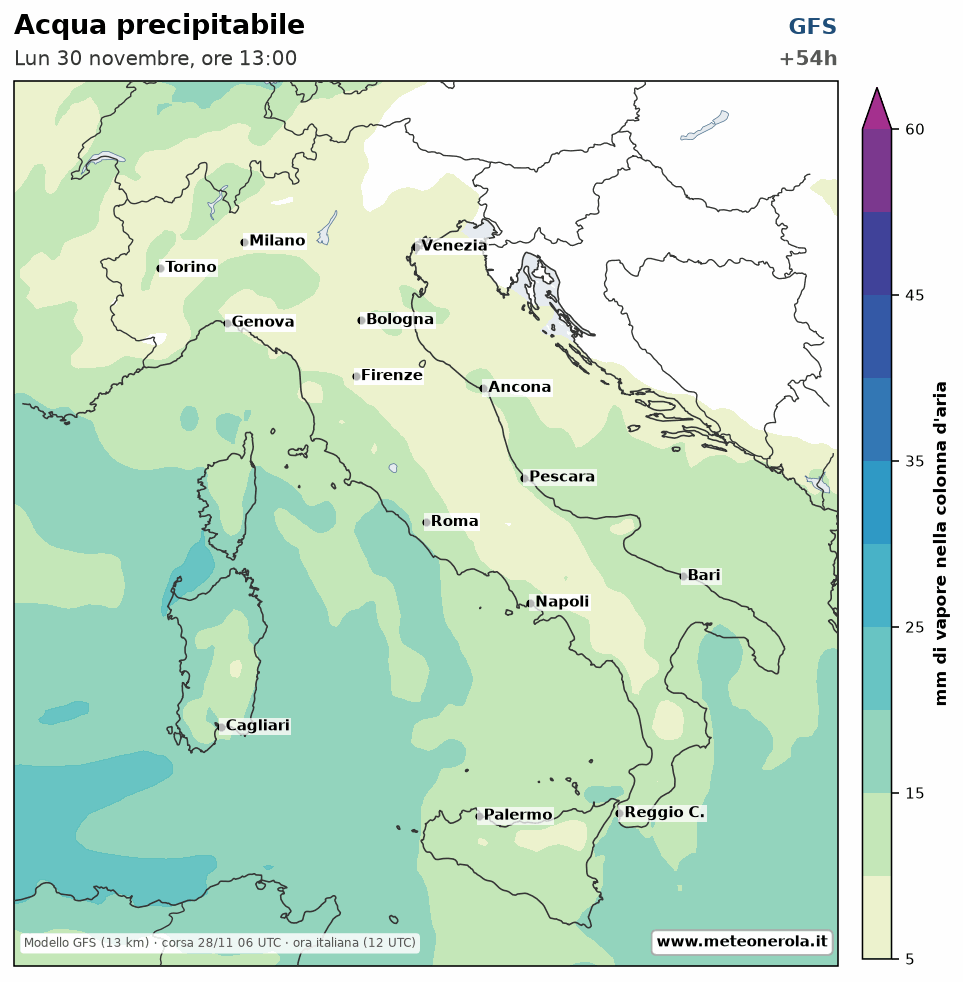 Acqua precipitabile
GFS
Lun 30 novembre, ore 13:00
+54h
60
45
35
25
15
5
mm di vapore nella colonna d'aria
Milano
Venezia
Torino
Genova
Bologna
Firenze
Ancona
Pescara
Roma
Bari
Napoli
Cagliari
Palermo
Reggio C.
Modello GFS (13 km) · corsa 28/11 06 UTC · ora italiana (12 UTC)
www.meteonerola.it